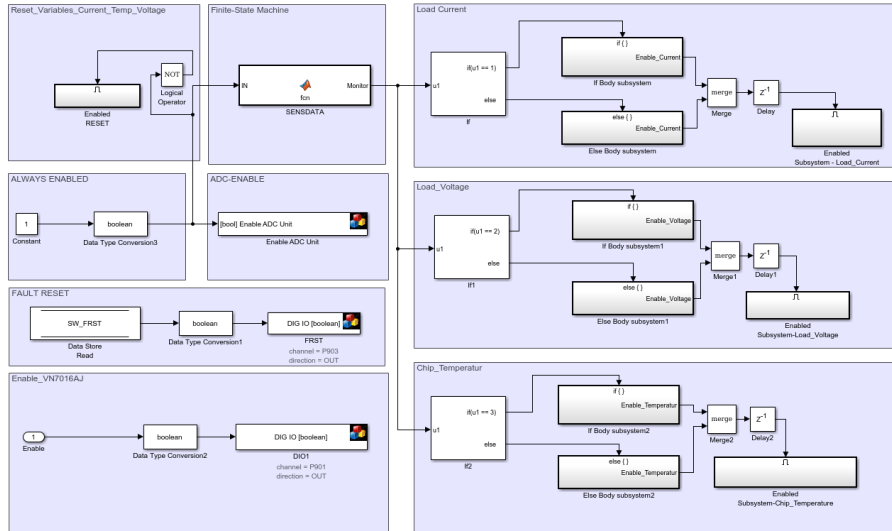 Reset_Variables_Current_Temp_Voltage
NOT
Logical
Operator
Enabled
RESET
Finite-State Machine
IN
fcn
Monitor
SENSDATA
ALWAYS ENABLED
1
Constant
boolean
Data Type Conversion3
ADC-ENABLE
[bool] Enable ADC Unit
Enable ADC Unit
FAULT RESET
SW_FRST
Data Store
Read
boolean
Data Type Conversion1
DIG IO [boolean]
FRST
channel = P903
direction = OUT
Enable_VN7016AJ
1
Enable
boolean
Data Type Conversion2
DIG IO [boolean]
DIO1
channel = P901
direction = OUT
Load Current
u1
if(u1 == 1)
else
If
if { }
Enable_Current
If Body subsystem
else { }
Enable_Current
Else Body subsystem
merge
Merge
Z-1
Delay
Enabled
Subsystem - Load_Current
Load_Voltage
u1
if(u1 == 2)
else
If1
if { }
Enable_Voltage
If Body subsystem1
else { }
Enable_Voltage
Else Body subsystem1
merge
Merge1
Z-1
Delay1
Enabled
Subsystem-Load_Voltage
Chip_Temperatur
u1
if(u1 == 3)
else
If2
if { }
Enable_Temperatur
If Body subsystem2
else { }
Enable_Temperatur
Else Body subsystem2
merge
Merge2
Z-1
Delay2
Enabled
Subsystem-Chip_Temperature